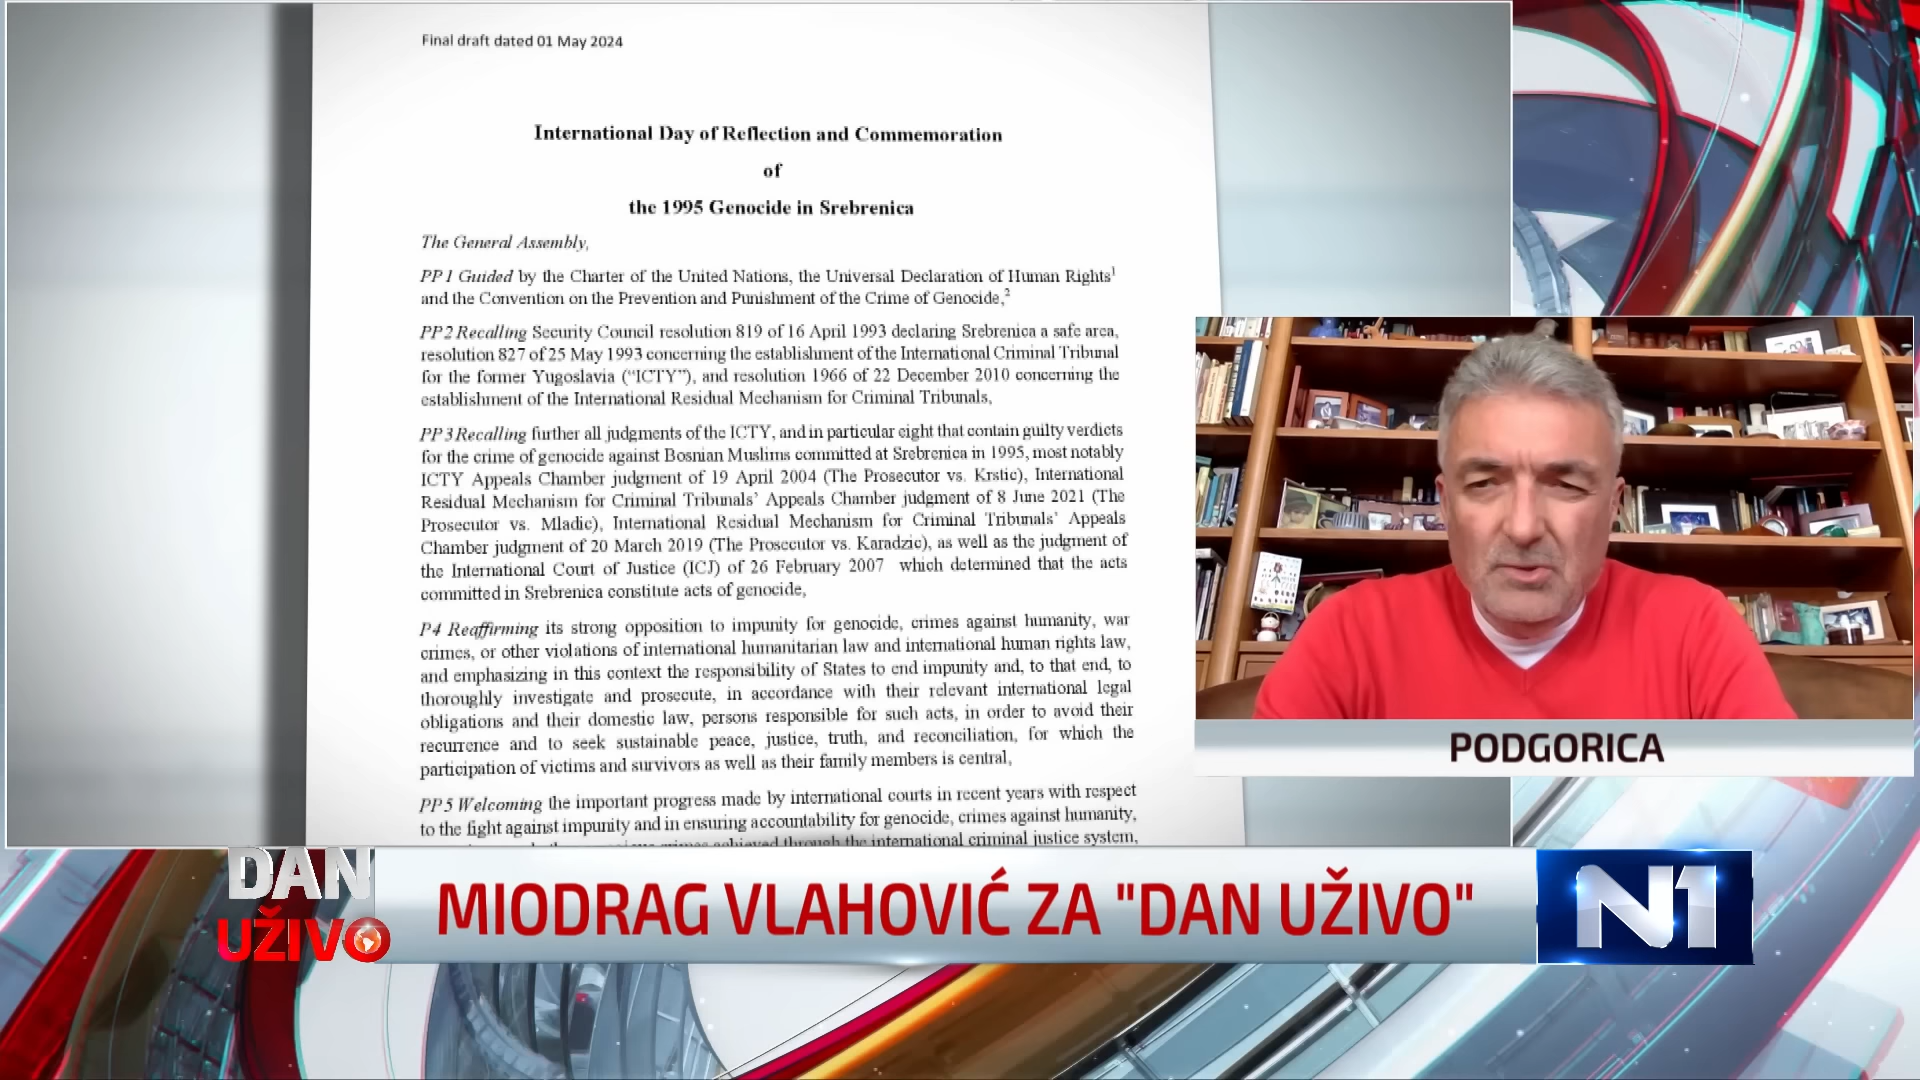 Final draft dated 01 May 2024
International Day of Reflection and Commemoration
of
the 1995 Genocide in Srebrenica
The General Assembly,
PP1 Guided by the Charter of the United Nations, the Universal Declaration of Human Rights¹
and the Convention on the Prevention and Punishment of the Crime of Genocide,²
PP2 Recalling Security Council resolution 819 of 16 April 1993 declaring Srebrenica a safe area,
resolution 827 of 25 May 1993 concerning the establishment of the International Criminal Tribunal
for the former Yugoslavia (“ICTY”), and resolution 1966 of 22 December 2010 concerning the
establishment of the International Residual Mechanism for Criminal Tribunals,
PP3 Recalling further all judgments of the ICTY, and in particular eight that contain guilty verdicts
for the crime of genocide against Bosnian Muslims committed at Srebrenica in 1995, most notably
ICTY Appeals Chamber judgment of 19 April 2004 (The Prosecutor vs. Krstic), International
Residual Mechanism for Criminal Tribunals’ Appeals Chamber judgment of 8 June 2021 (The
Prosecutor vs. Mladic), International Residual Mechanism for Criminal Tribunals’ Appeals
Chamber judgment of 20 March 2019 (The Prosecutor vs. Karadzic), as well as the judgment of
the International Court of Justice (ICJ) of 26 February 2007 which determined that the acts
committed in Srebrenica constitute acts of genocide,
P4 Reaffirming its strong opposition to impunity for genocide, crimes against humanity, war
crimes, or other violations of international humanitarian law and international human rights law,
and emphasizing in this context the responsibility of States to end impunity and, to that end, to
thoroughly investigate and prosecute, in accordance with their relevant international legal
obligations and their domestic law, persons responsible for such acts, in order to avoid their
recurrence and to seek sustainable peace, justice, truth, and reconciliation, for which the
participation of victims and survivors as well as their family members is central,
PP5 Welcoming the important progress made by international courts in recent years with respect
to the fight against impunity and in ensuring accountability for genocide, crimes against humanity,
crimes achieved through the international criminal justice system,
PODGORICA
DAN
UŽIVO
MIODRAG VLAHOVIĆ ZA "DAN UŽIVO"
N1